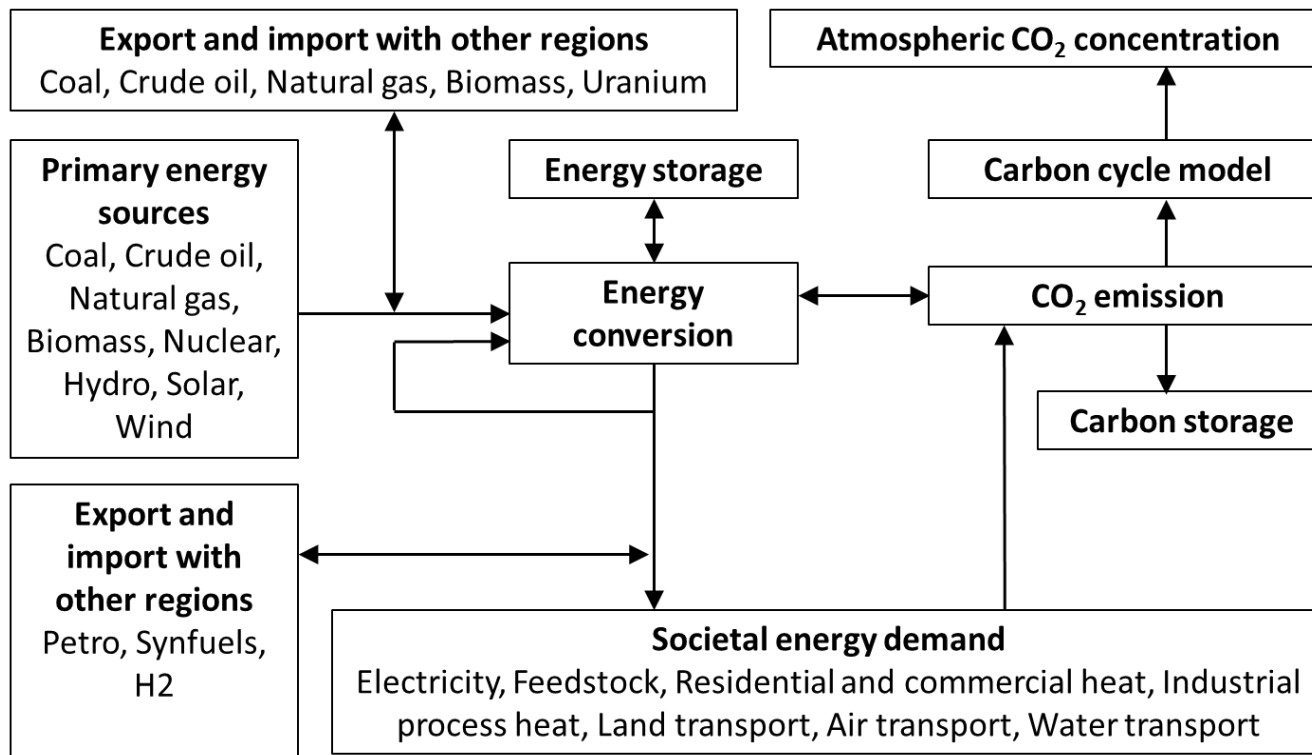 Export and import with other regions
Coal, Crude oil, Natural gas, Biomass, Uranium
Atmospheric CO₂ concentration
Primary energy
sources
Coal, Crude oil,
Natural gas,
Biomass, Nuclear,
Hydro, Solar,
Wind
Energy storage
Carbon cycle model
Energy
conversion
CO₂ emission
Carbon storage
Export and
import with
other regions
Petro, Synfuels,
H2
Societal energy demand
Electricity, Feedstock, Residential and commercial heat, Industrial
process heat, Land transport, Air transport, Water transport